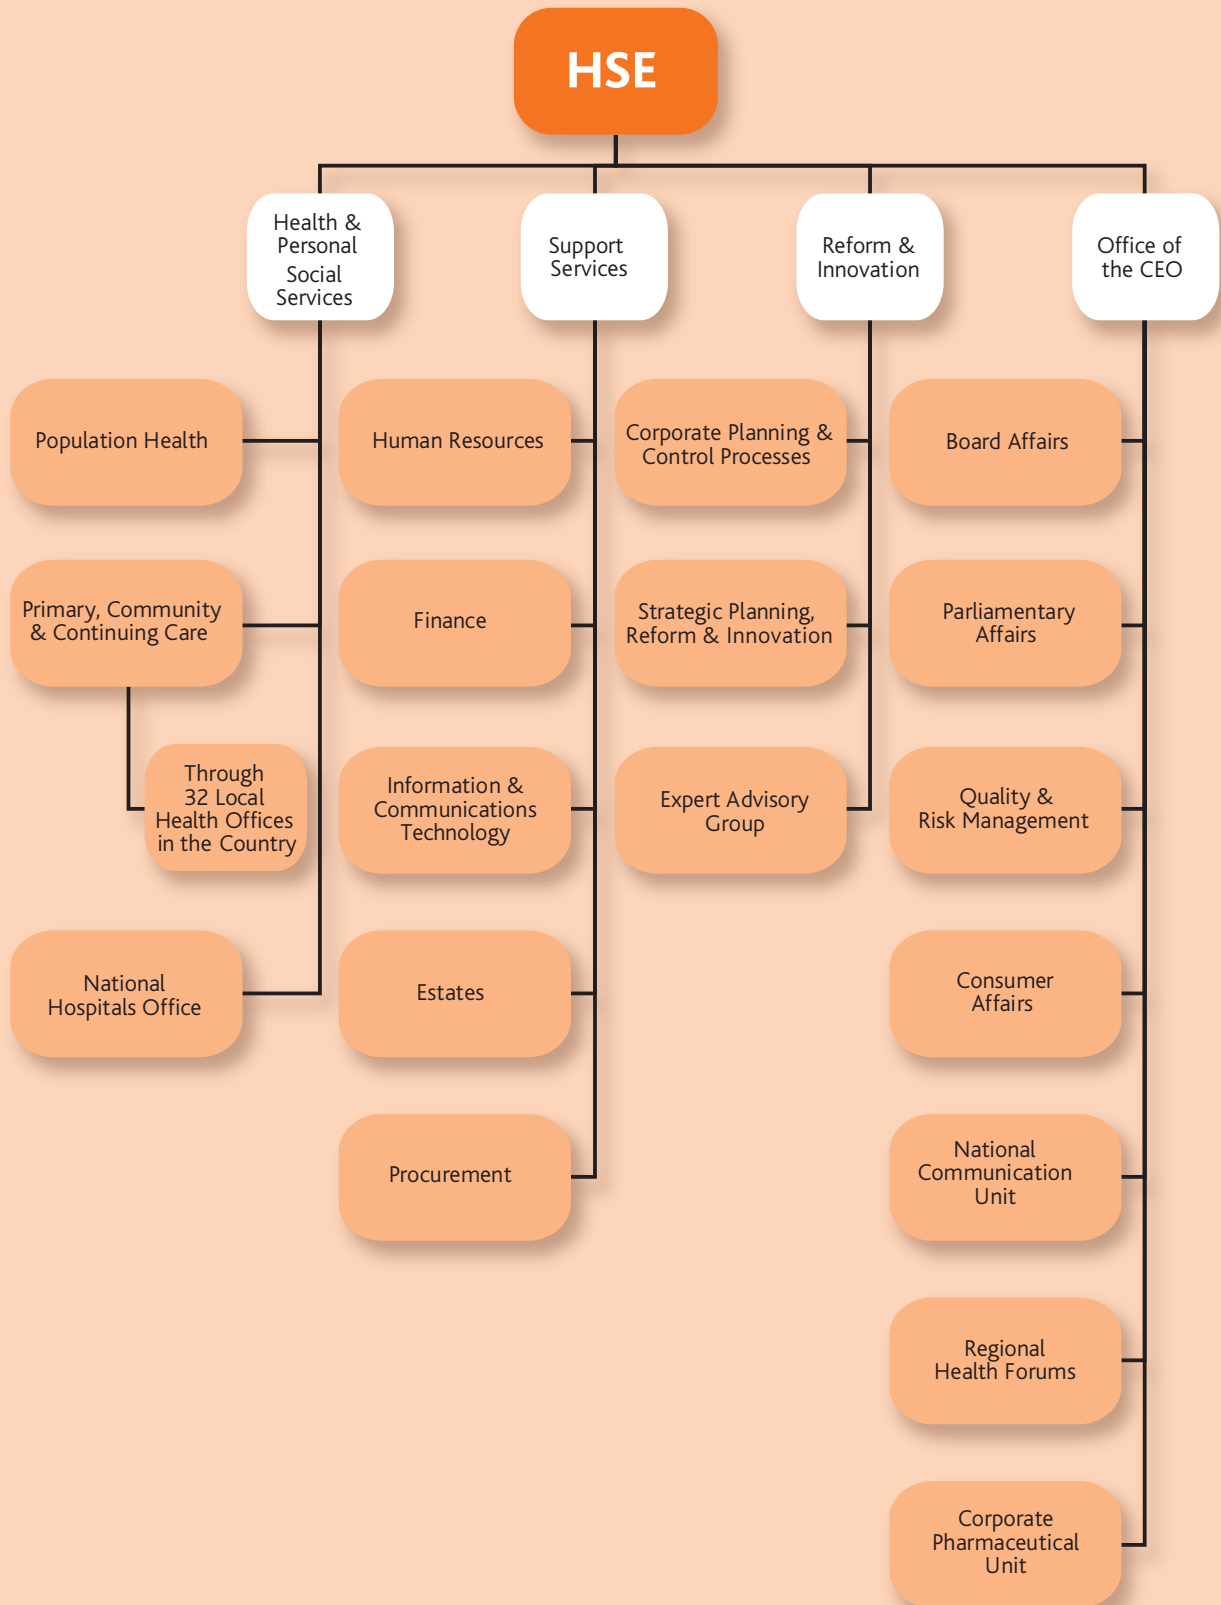 HSE
Health &
Personal
Social
Services
Support
Services
Reform &
Innovation
Office of
the CEO
Population Health
Primary, Community
& Continuing Care
Through
32 Local
Health Offices
in the Country
National
Hospitals Office
Human Resources
Finance
Information &
Communications
Technology
Estates
Procurement
Corporate Planning &
Control Processes
Strategic Planning,
Reform & Innovation
Expert Advisory
Group
Board Affairs
Parliamentary
Affairs
Quality &
Risk Management
Consumer
Affairs
National
Communication
Unit
Regional
Health Forums
Corporate
Pharmaceutical
Unit